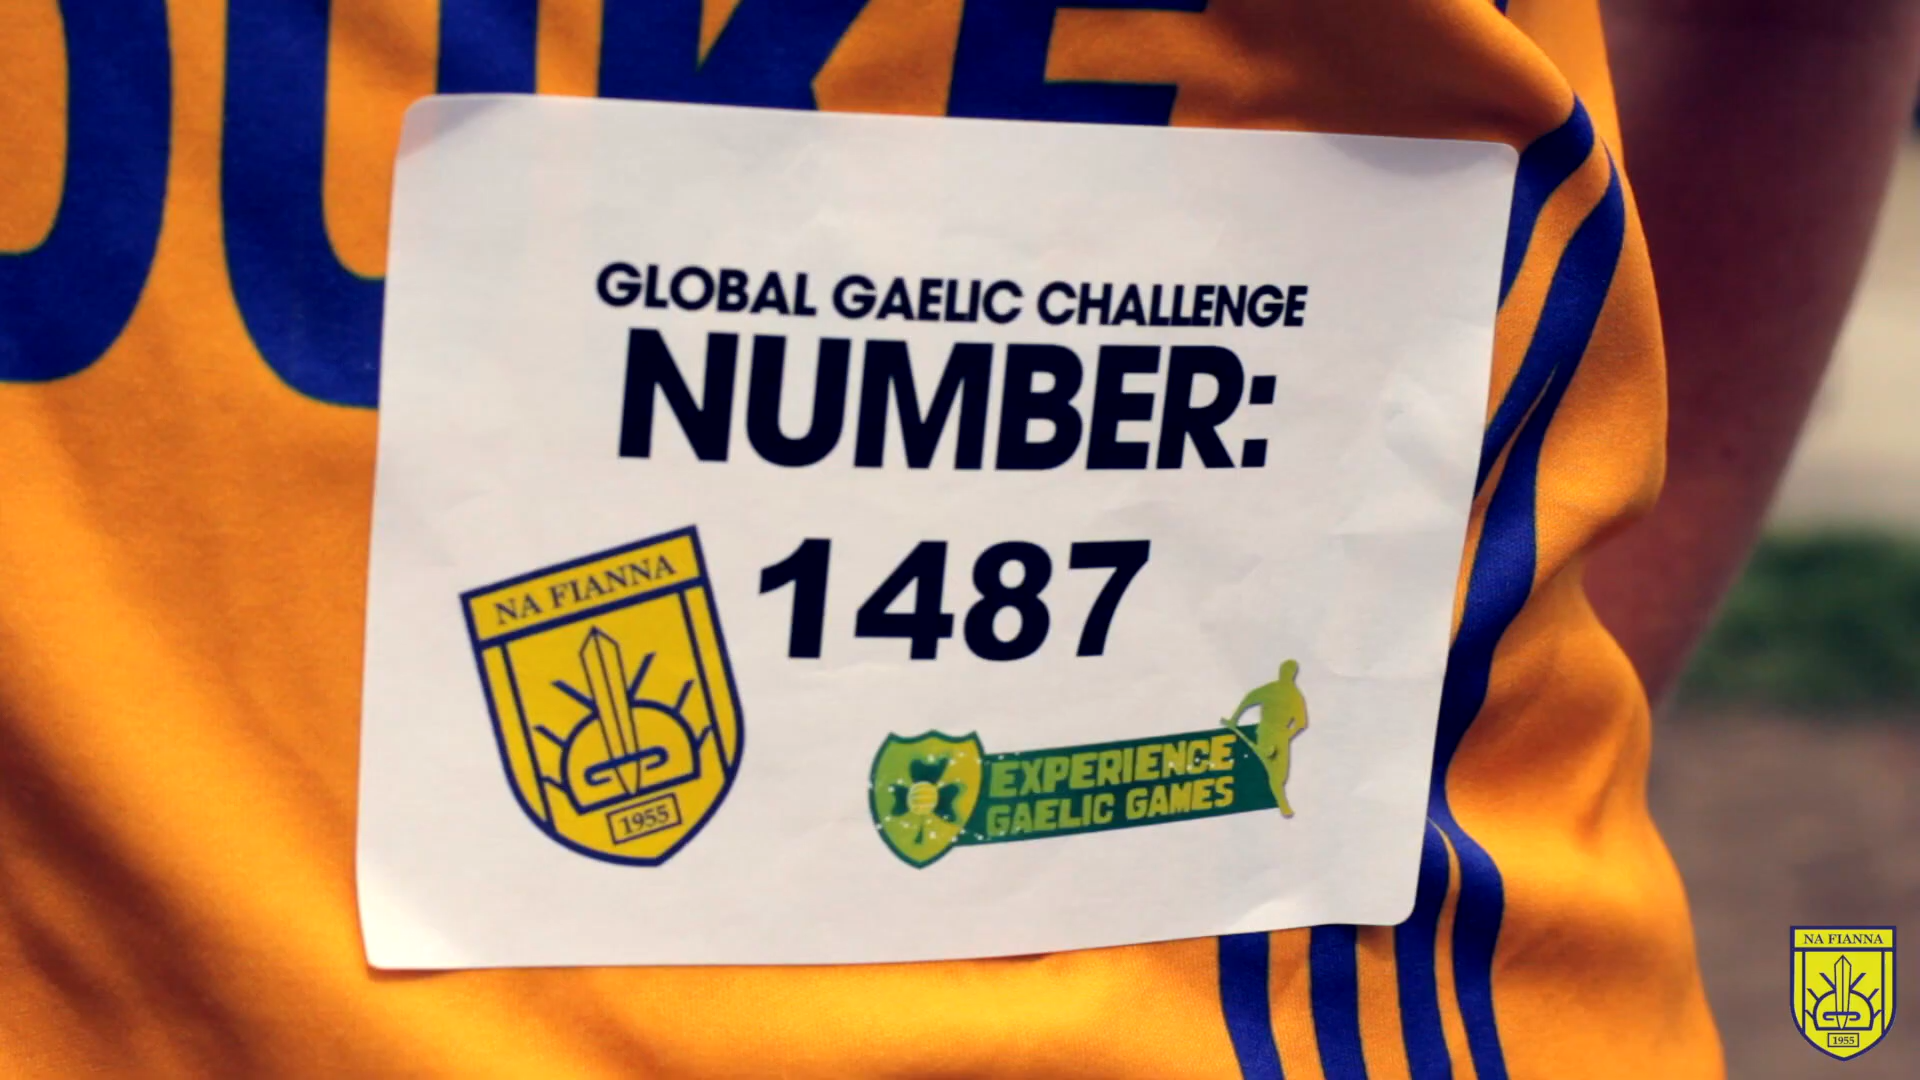 GLOBAL GAELIC CHALLENGE
NUMBER:
1487
NA FIANNA
1955
EXPERIENCE
GAELIC GAMES
NA FIANNA
1955